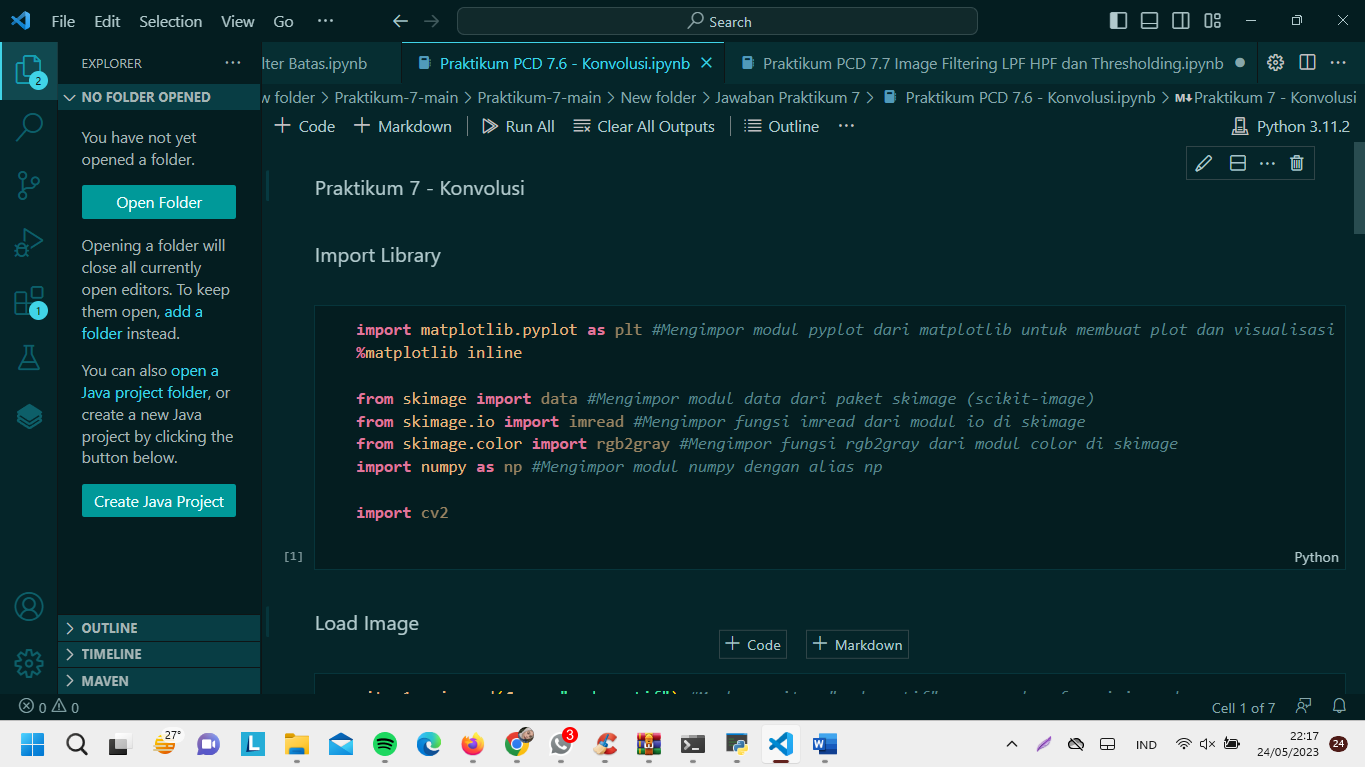 File Edit Selection View Go ···
Search
EXPLORER ···
lter Batas.ipynb
Praktikum PCD 7.6 - Konvolusi.ipynb
Praktikum PCD 7.7 Image Filtering LPF HPF dan Thresholding.ipynb
2
NO FOLDER OPENED
w folder > Praktikum-7-main > Praktikum-7-main > New folder > Jawaban Praktikum 7 > Praktikum PCD 7.6 - Konvolusi.ipynb > M↓Praktikum 7 - Konvolusi
+ Code + Markdown Run All Clear All Outputs Outline ···
Python 3.11.2
You have not yet
opened a folder.
Open Folder
Opening a folder will
close all currently
open editors. To keep
them open, add a
folder instead.
1
You can also open a
Java project folder, or
create a new Java
project by clicking the
button below.
Create Java Project
OUTLINE
TIMELINE
MAVEN
Praktikum 7 - Konvolusi
Import Library
import matplotlib.pyplot as plt #Mengimpor modul pyplot dari matplotlib untuk membuat plot dan visualisasi
%matplotlib inline
from skimage import data #Mengimpor modul data dari paket skimage (scikit-image)
from skimage.io import imread #Mengimpor fungsi imread dari modul io di skimage
from skimage.color import rgb2gray #Mengimpor fungsi rgb2gray dari modul color di skimage
import numpy as np #Mengimpor modul numpy dengan alias np
import cv2
[1]
Python
Load Image
+ Code + Markdown
0 0
Cell 1 of 7
27°
L
3
W
IND
22:17
24/05/2023
24